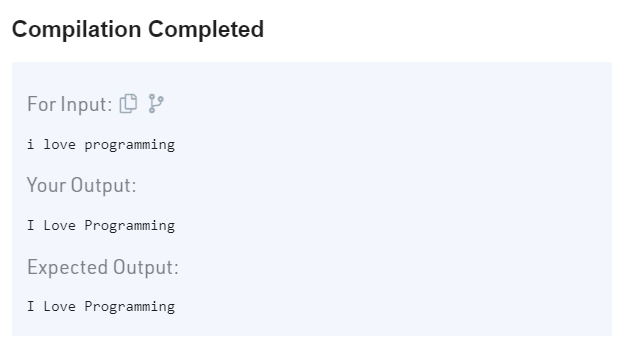 Compilation Completed
For Input:
i love programming
Your Output:
I Love Programming
Expected Output:
I Love Programming